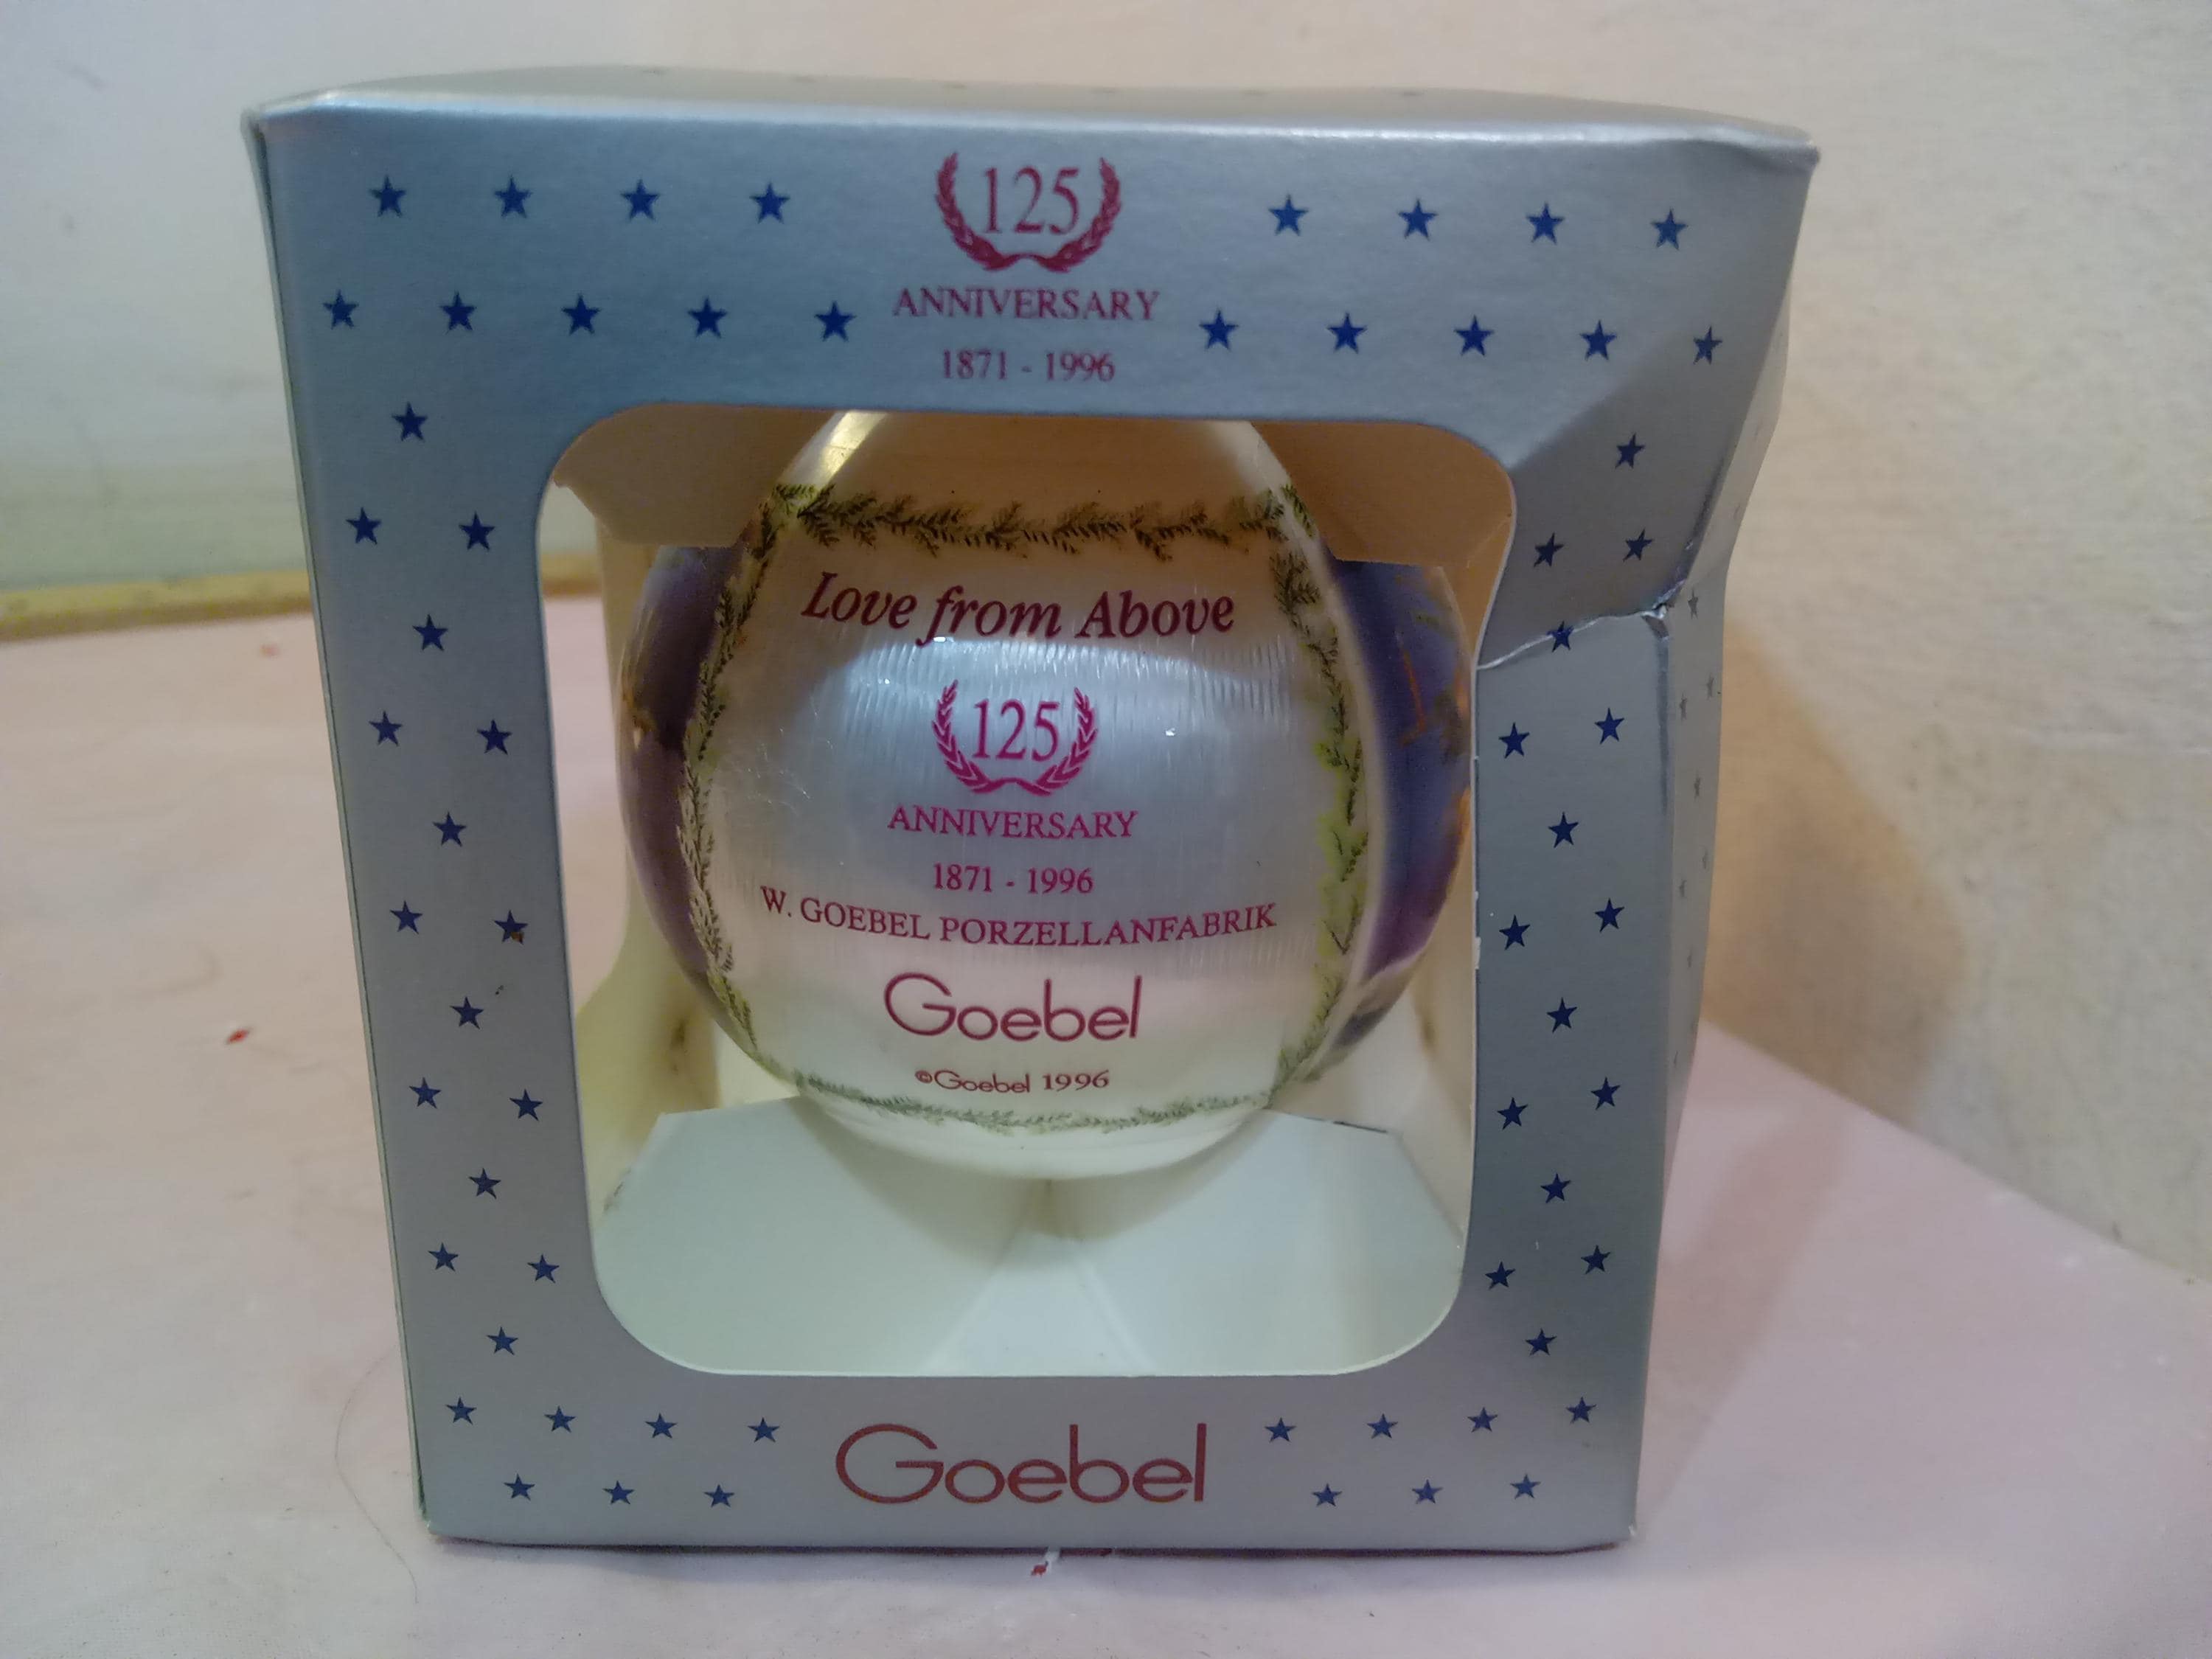 125
ANNIVERSARY
1871 - 1996
Love from Above
125
ANNIVERSARY
1871 - 1996
W. GOEBEL PORZELLANFABRIK
Goebel
©Goebel 1996
Goebel